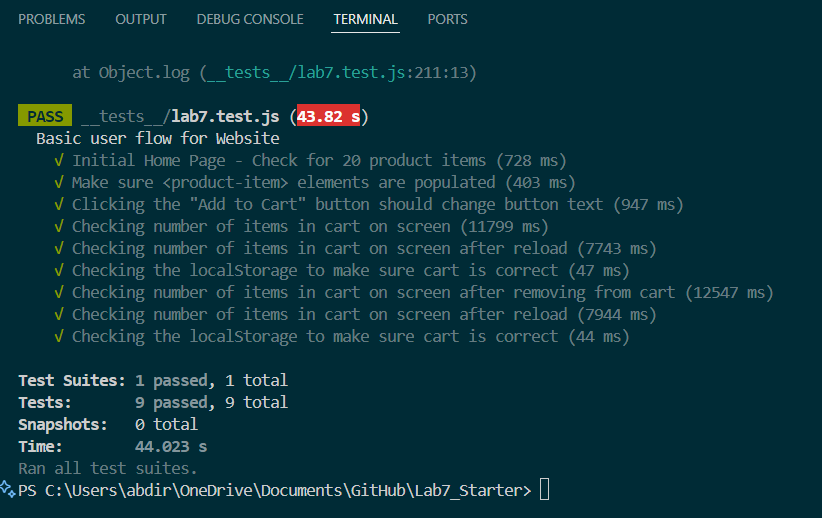 PROBLEMS OUTPUT DEBUG CONSOLE TERMINAL PORTS
at Object.log (__tests__/lab7.test.js:211:13)
PASS __tests__/lab7.test.js (43.82 s)
Basic user flow for Website
√ Initial Home Page - Check for 20 product items (728 ms)
√ Make sure <product-item> elements are populated (403 ms)
√ Clicking the "Add to Cart" button should change button text (947 ms)
√ Checking number of items in cart on screen (11799 ms)
√ Checking number of items in cart on screen after reload (7743 ms)
√ Checking the localStorage to make sure cart is correct (47 ms)
√ Checking number of items in cart on screen after removing from cart (12547 ms)
√ Checking number of items in cart on screen after reload (7944 ms)
√ Checking the localStorage to make sure cart is correct (44 ms)
Test Suites: 1 passed, 1 total
Tests: 9 passed, 9 total
Snapshots: 0 total
Time: 44.023 s
Ran all test suites.
PS C:\Users\abdir\OneDrive\Documents\GitHub\Lab7_Starter>